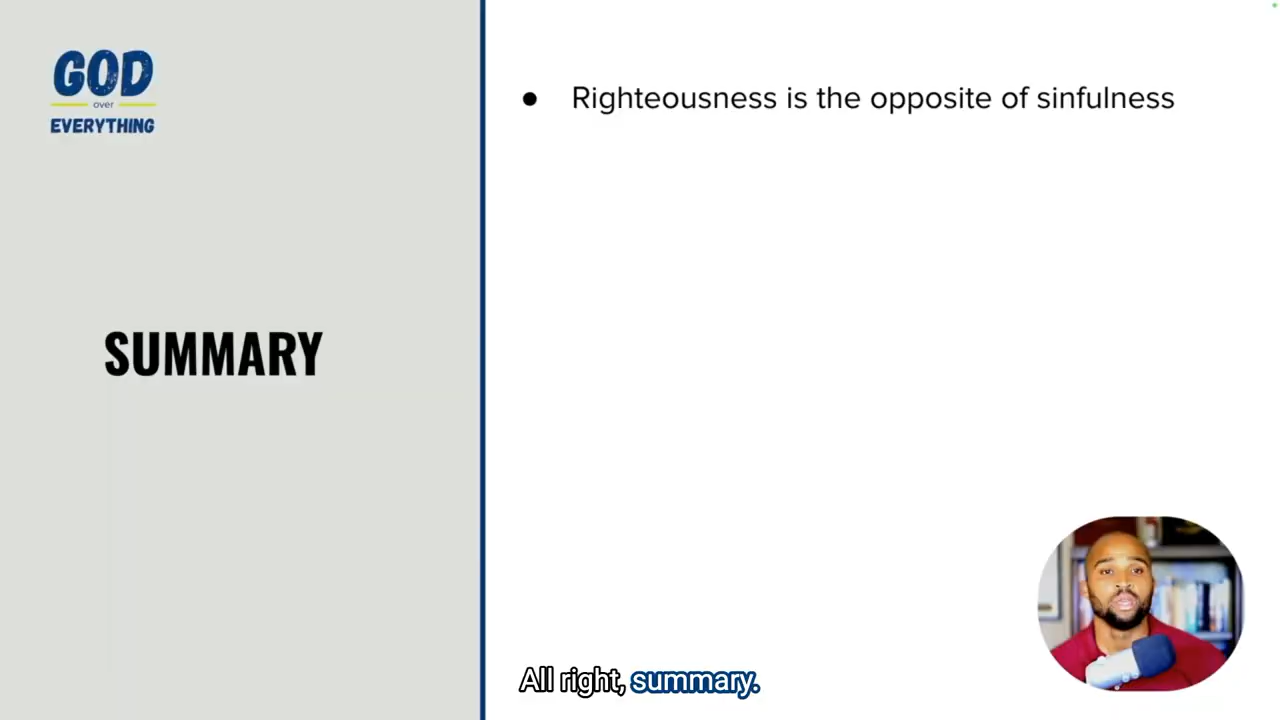 GOD
over
EVERYTHING
SUMMARY
● Righteousness is the opposite of sinfulness
All right, summary.